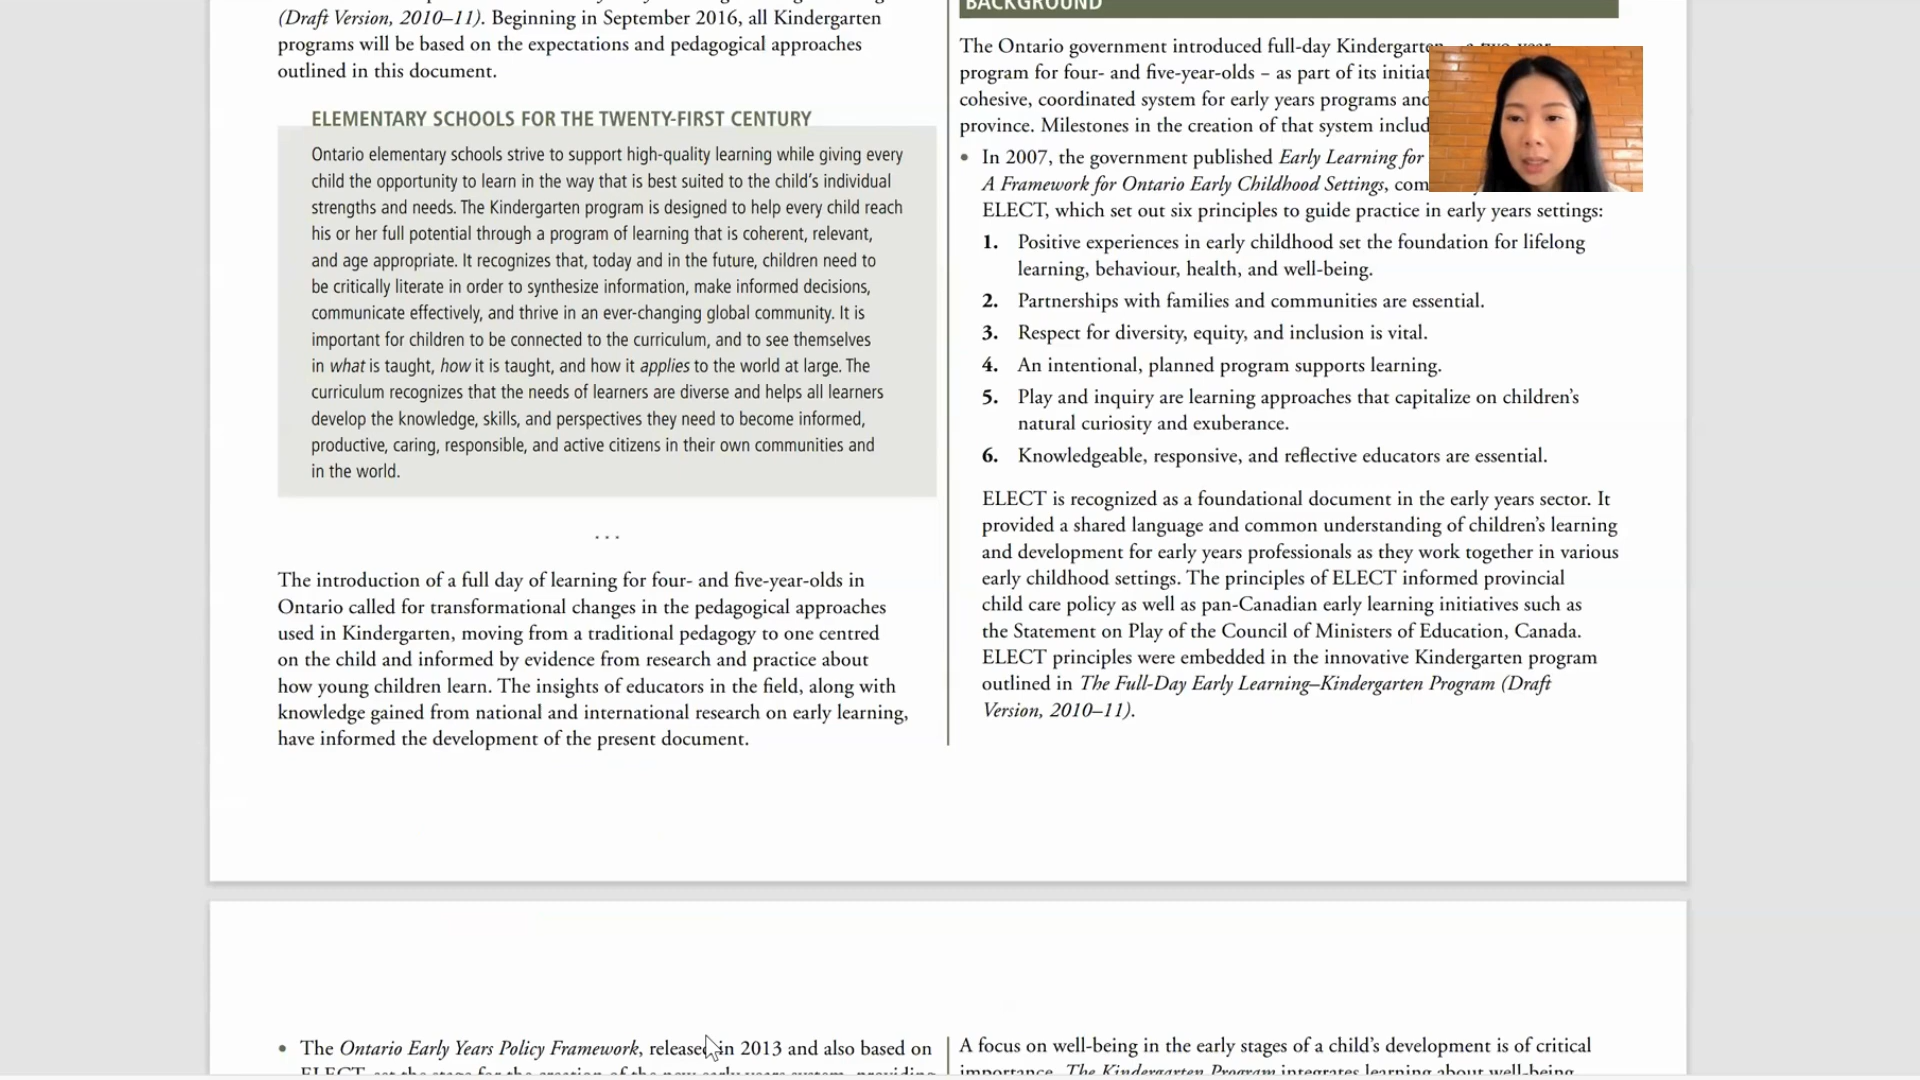 (Draft Version, 2010–11). Beginning in September 2016, all Kindergarten
programs will be based on the expectations and pedagogical approaches
outlined in this document.
ELEMENTARY SCHOOLS FOR THE TWENTY-FIRST CENTURY
Ontario elementary schools strive to support high-quality learning while giving every
child the opportunity to learn in the way that is best suited to the child’s individual
strengths and needs. The Kindergarten program is designed to help every child reach
his or her full potential through a program of learning that is coherent, relevant,
and age appropriate. It recognizes that, today and in the future, children need to
be critically literate in order to synthesize information, make informed decisions,
communicate effectively, and thrive in an ever-changing global community. It is
important for children to be connected to the curriculum, and to see themselves
in what is taught, how it is taught, and how it applies to the world at large. The
curriculum recognizes that the needs of learners are diverse and helps all learners
develop the knowledge, skills, and perspectives they need to become informed,
productive, caring, responsible, and active citizens in their own communities and
in the world.
. . .
The introduction of a full day of learning for four- and five-year-olds in
Ontario called for transformational changes in the pedagogical approaches
used in Kindergarten, moving from a traditional pedagogy to one centred
on the child and informed by evidence from research and practice about
how young children learn. The insights of educators in the field, along with
knowledge gained from national and international research on early learning,
have informed the development of the present document.
BACKGROUND
The Ontario government introduced full-day Kindergarten
program for four- and five-year-olds – as part of its
cohesive, coordinated system for early years programs and
province. Milestones in the creation of that system
• In 2007, the government published Early Learning for
A Framework for Ontario Early Childhood Settings,
ELECT, which set out six principles to guide practice in early years settings:
1. Positive experiences in early childhood set the foundation for lifelong
learning, behaviour, health, and well-being.
2. Partnerships with families and communities are essential.
3. Respect for diversity, equity, and inclusion is vital.
4. An intentional, planned program supports learning.
5. Play and inquiry are learning approaches that capitalize on children’s
natural curiosity and exuberance.
6. Knowledgeable, responsive, and reflective educators are essential.
ELECT is recognized as a foundational document in the early years sector. It
provided a shared language and common understanding of children’s learning
and development for early years professionals as they work together in various
early childhood settings. The principles of ELECT informed provincial
child care policy as well as pan-Canadian early learning initiatives such as
the Statement on Play of the Council of Ministers of Education, Canada.
ELECT principles were embedded in the innovative Kindergarten program
outlined in The Full-Day Early Learning–Kindergarten Program (Draft
Version, 2010–11).
• The Ontario Early Years Policy Framework, released in 2013 and also based on
A focus on well-being in the early stages of a child’s development is of critical
importance. The Kindergarten Program integrates learning about well-being